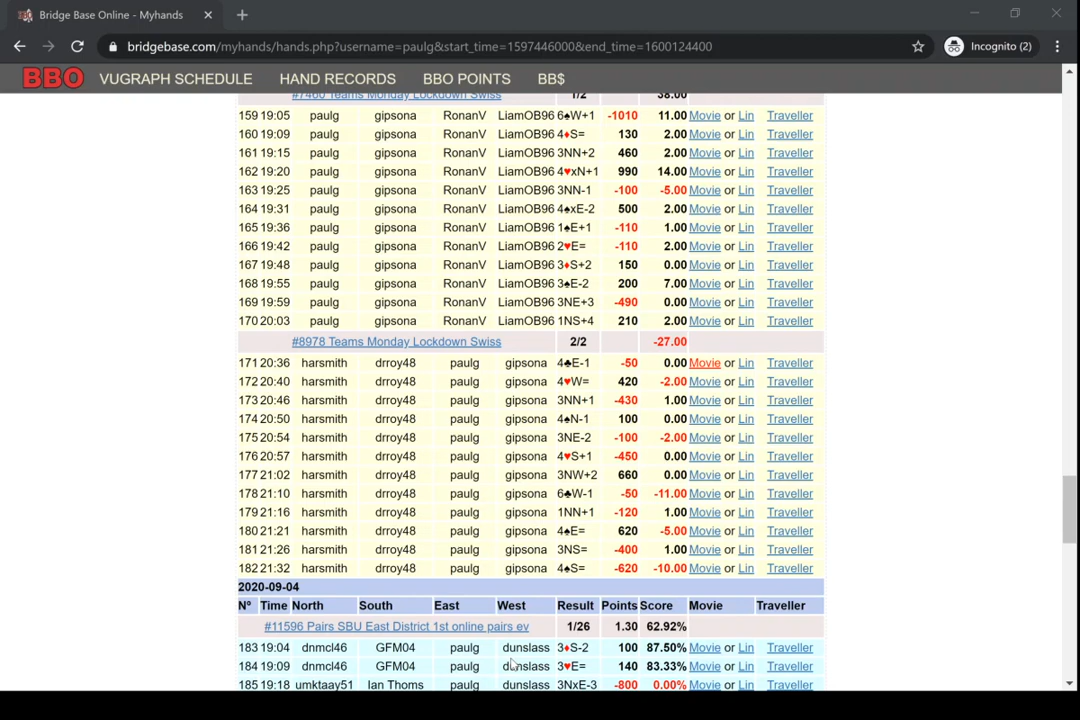 Bridge Base Online - Myhands
bridgebase.com/myhands/hands.php?username=paulg&start_time=1597446000&end_time=1600124400 Incognito (2)
BBO VUGRAPH SCHEDULE HAND RECORDS BBO POINTS BB$
#7460 Teams Monday Lockdown Swiss 1/2 38.00
159 19:05 paulg gipsona RonanV LiamOB96 6♠W+1 -1010 11.00 Movie or Lin Traveller
160 19:09 paulg gipsona RonanV LiamOB96 4♦S= 130 2.00 Movie or Lin Traveller
161 19:15 paulg gipsona RonanV LiamOB96 3NN+2 460 2.00 Movie or Lin Traveller
162 19:20 paulg gipsona RonanV LiamOB96 4♥xN+1 990 14.00 Movie or Lin Traveller
163 19:25 paulg gipsona RonanV LiamOB96 3NN-1 -100 -5.00 Movie or Lin Traveller
164 19:31 paulg gipsona RonanV LiamOB96 4♠xE-2 500 2.00 Movie or Lin Traveller
165 19:36 paulg gipsona RonanV LiamOB96 1♠E+1 -110 1.00 Movie or Lin Traveller
166 19:42 paulg gipsona RonanV LiamOB96 2♥E= -110 2.00 Movie or Lin Traveller
167 19:48 paulg gipsona RonanV LiamOB96 3♦S+2 150 0.00 Movie or Lin Traveller
168 19:55 paulg gipsona RonanV LiamOB96 3♠E-2 200 7.00 Movie or Lin Traveller
169 19:59 paulg gipsona RonanV LiamOB96 3NE+3 -490 0.00 Movie or Lin Traveller
170 20:03 paulg gipsona RonanV LiamOB96 1NS+4 210 2.00 Movie or Lin Traveller
#8978 Teams Monday Lockdown Swiss 2/2 -27.00
171 20:36 harsmith drroy48 paulg gipsona 4♣E-1 -50 0.00 Movie or Lin Traveller
172 20:40 harsmith drroy48 paulg gipsona 4♥W= 420 -2.00 Movie or Lin Traveller
173 20:46 harsmith drroy48 paulg gipsona 3NN+1 -430 1.00 Movie or Lin Traveller
174 20:50 harsmith drroy48 paulg gipsona 4♠N-1 100 0.00 Movie or Lin Traveller
175 20:54 harsmith drroy48 paulg gipsona 3NE-2 -100 -2.00 Movie or Lin Traveller
176 20:57 harsmith drroy48 paulg gipsona 4♥S+1 -450 0.00 Movie or Lin Traveller
177 21:02 harsmith drroy48 paulg gipsona 3NW+2 660 0.00 Movie or Lin Traveller
178 21:10 harsmith drroy48 paulg gipsona 6♣W-1 -50 -11.00 Movie or Lin Traveller
179 21:16 harsmith drroy48 paulg gipsona 1NN+1 -120 1.00 Movie or Lin Traveller
180 21:21 harsmith drroy48 paulg gipsona 4♠E= 620 -5.00 Movie or Lin Traveller
181 21:26 harsmith drroy48 paulg gipsona 3NS= -400 1.00 Movie or Lin Traveller
182 21:32 harsmith drroy48 paulg gipsona 4♠S= -620 -10.00 Movie or Lin Traveller
2020-09-04
Nº Time North South East West Result Points Score Movie Traveller
#11596 Pairs SBU East District 1st online pairs ev 1/26 1.30 62.92%
183 19:04 dnmcl46 GFM04 paulg dunslass 3♦S-2 100 87.50% Movie or Lin Traveller
184 19:09 dnmcl46 GFM04 paulg dunslass 3♥E= 140 83.33% Movie or Lin Traveller
185 19:18 umktaay51 Ian Thoms paulg dunslass 3NxE-3 -800 0.00% Movie or Lin Traveller